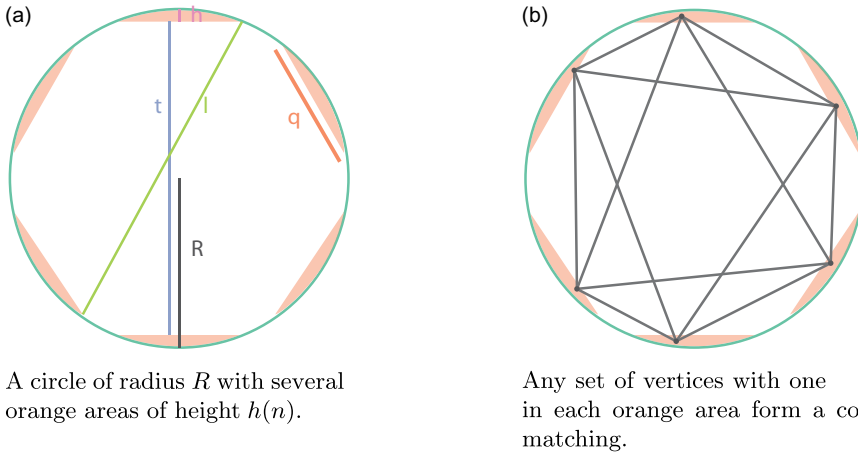 (a)
h
t
l
q
R
A circle of radius R with several
orange areas of height h(n).
(b)
Any set of vertices with one
in each orange area form a co
matching.